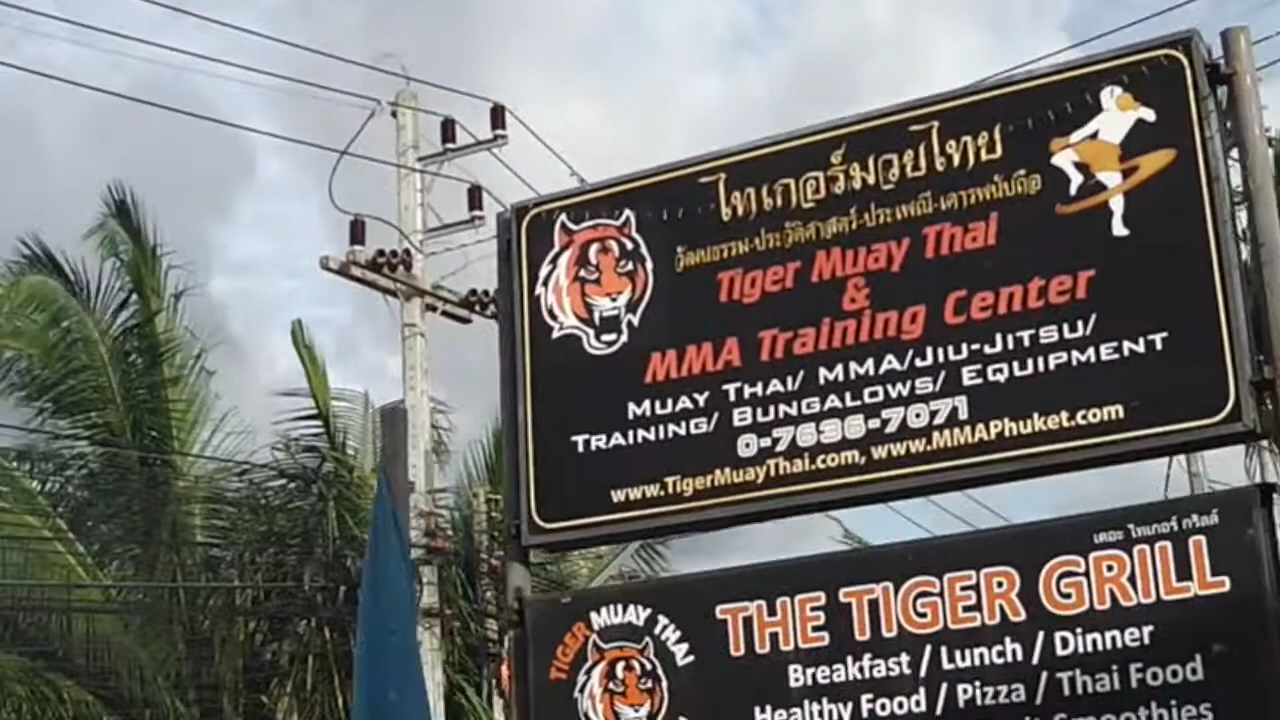 ไทเกอร์มวยไทย
วัฒนธรรม-ประวัติศาสตร์-ประเพณี-เคารพนับถือ
Tiger Muay Thai
&
MMA Training Center
MUAY THAI/ MMA/JIU-JITSU/
TRAINING/ BUNGALOWS/ EQUIPMENT
0-7636-7071
www.TigerMuayThai.com, www.MMAPhuket.com
เดอะ ไทเกอร์ กริลล์
THE TIGER GRILL
TIGER MUAY THAI
Breakfast / Lunch / Dinner
Healthy Food / Pizza / Thai Food
Smoothies